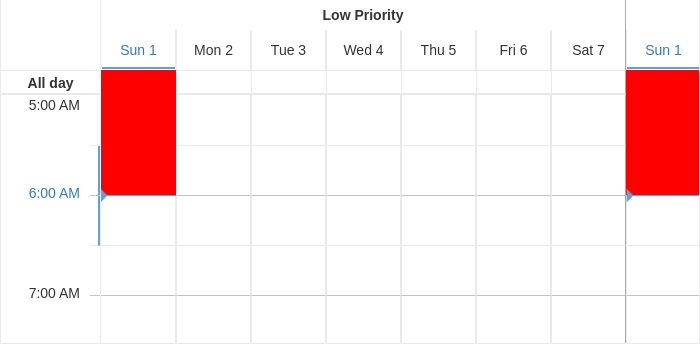 Low Priority
Sun 1 Mon 2 Tue 3 Wed 4 Thu 5 Fri 6 Sat 7 Sun 1
All day
5:00 AM
6:00 AM
7:00 AM